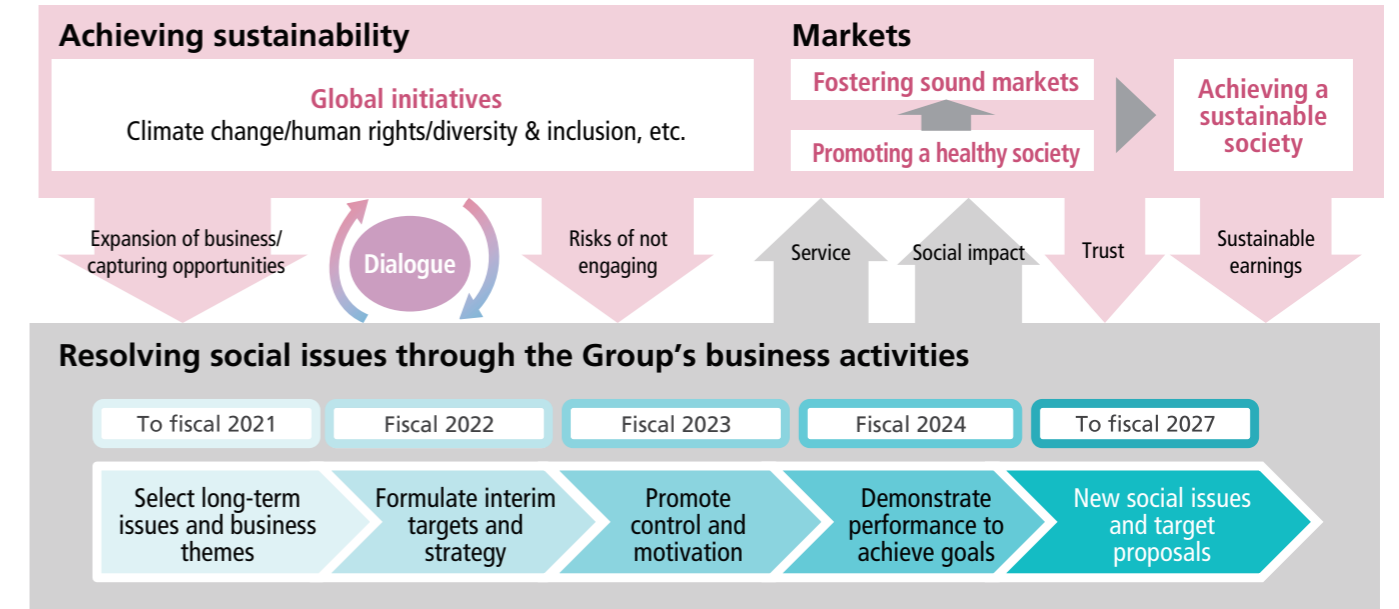 Achieving sustainability
Global initiatives
Climate change/human rights/diversity & inclusion, etc.
Markets
Fostering sound markets
Promoting a healthy society
Achieving a
sustainable
society
Expansion of business/
capturing opportunities
Dialogue
Risks of not
engaging
Service
Social impact
Trust
Sustainable
earnings
Resolving social issues through the Group’s business activities
To fiscal 2021
Fiscal 2022
Fiscal 2023
Fiscal 2024
To fiscal 2027
Select long-term
issues and business
themes
Formulate interim
targets and
strategy
Promote
control and
motivation
Demonstrate
performance to
achieve goals
New social issues
and target
proposals